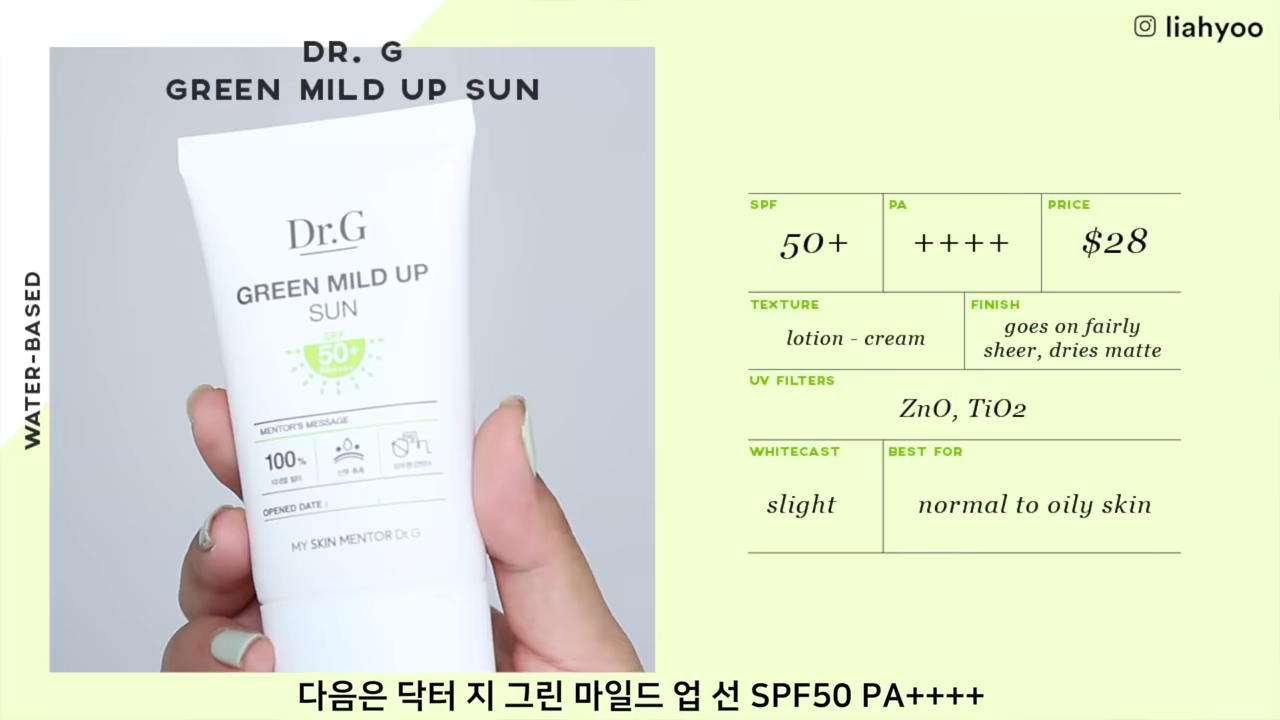 liahyoo
DR. G
GREEN MILD UP SUN
WATER-BASED
Dr.G
GREEN MILD UP
SUN
SPF
50+
PA++++
MENTOR'S MESSAGE
100%
OPENED DATE :
MY SKIN MENTOR Dr.G
SPF
50+
PA
++++
PRICE
$28
TEXTURE
lotion - cream
FINISH
goes on fairly
sheer, dries matte
UV FILTERS
ZnO, TiO2
WHITECAST
slight
BEST FOR
normal to oily skin
다음은 닥터 지 그린 마일드 업 선 SPF50 PA++++